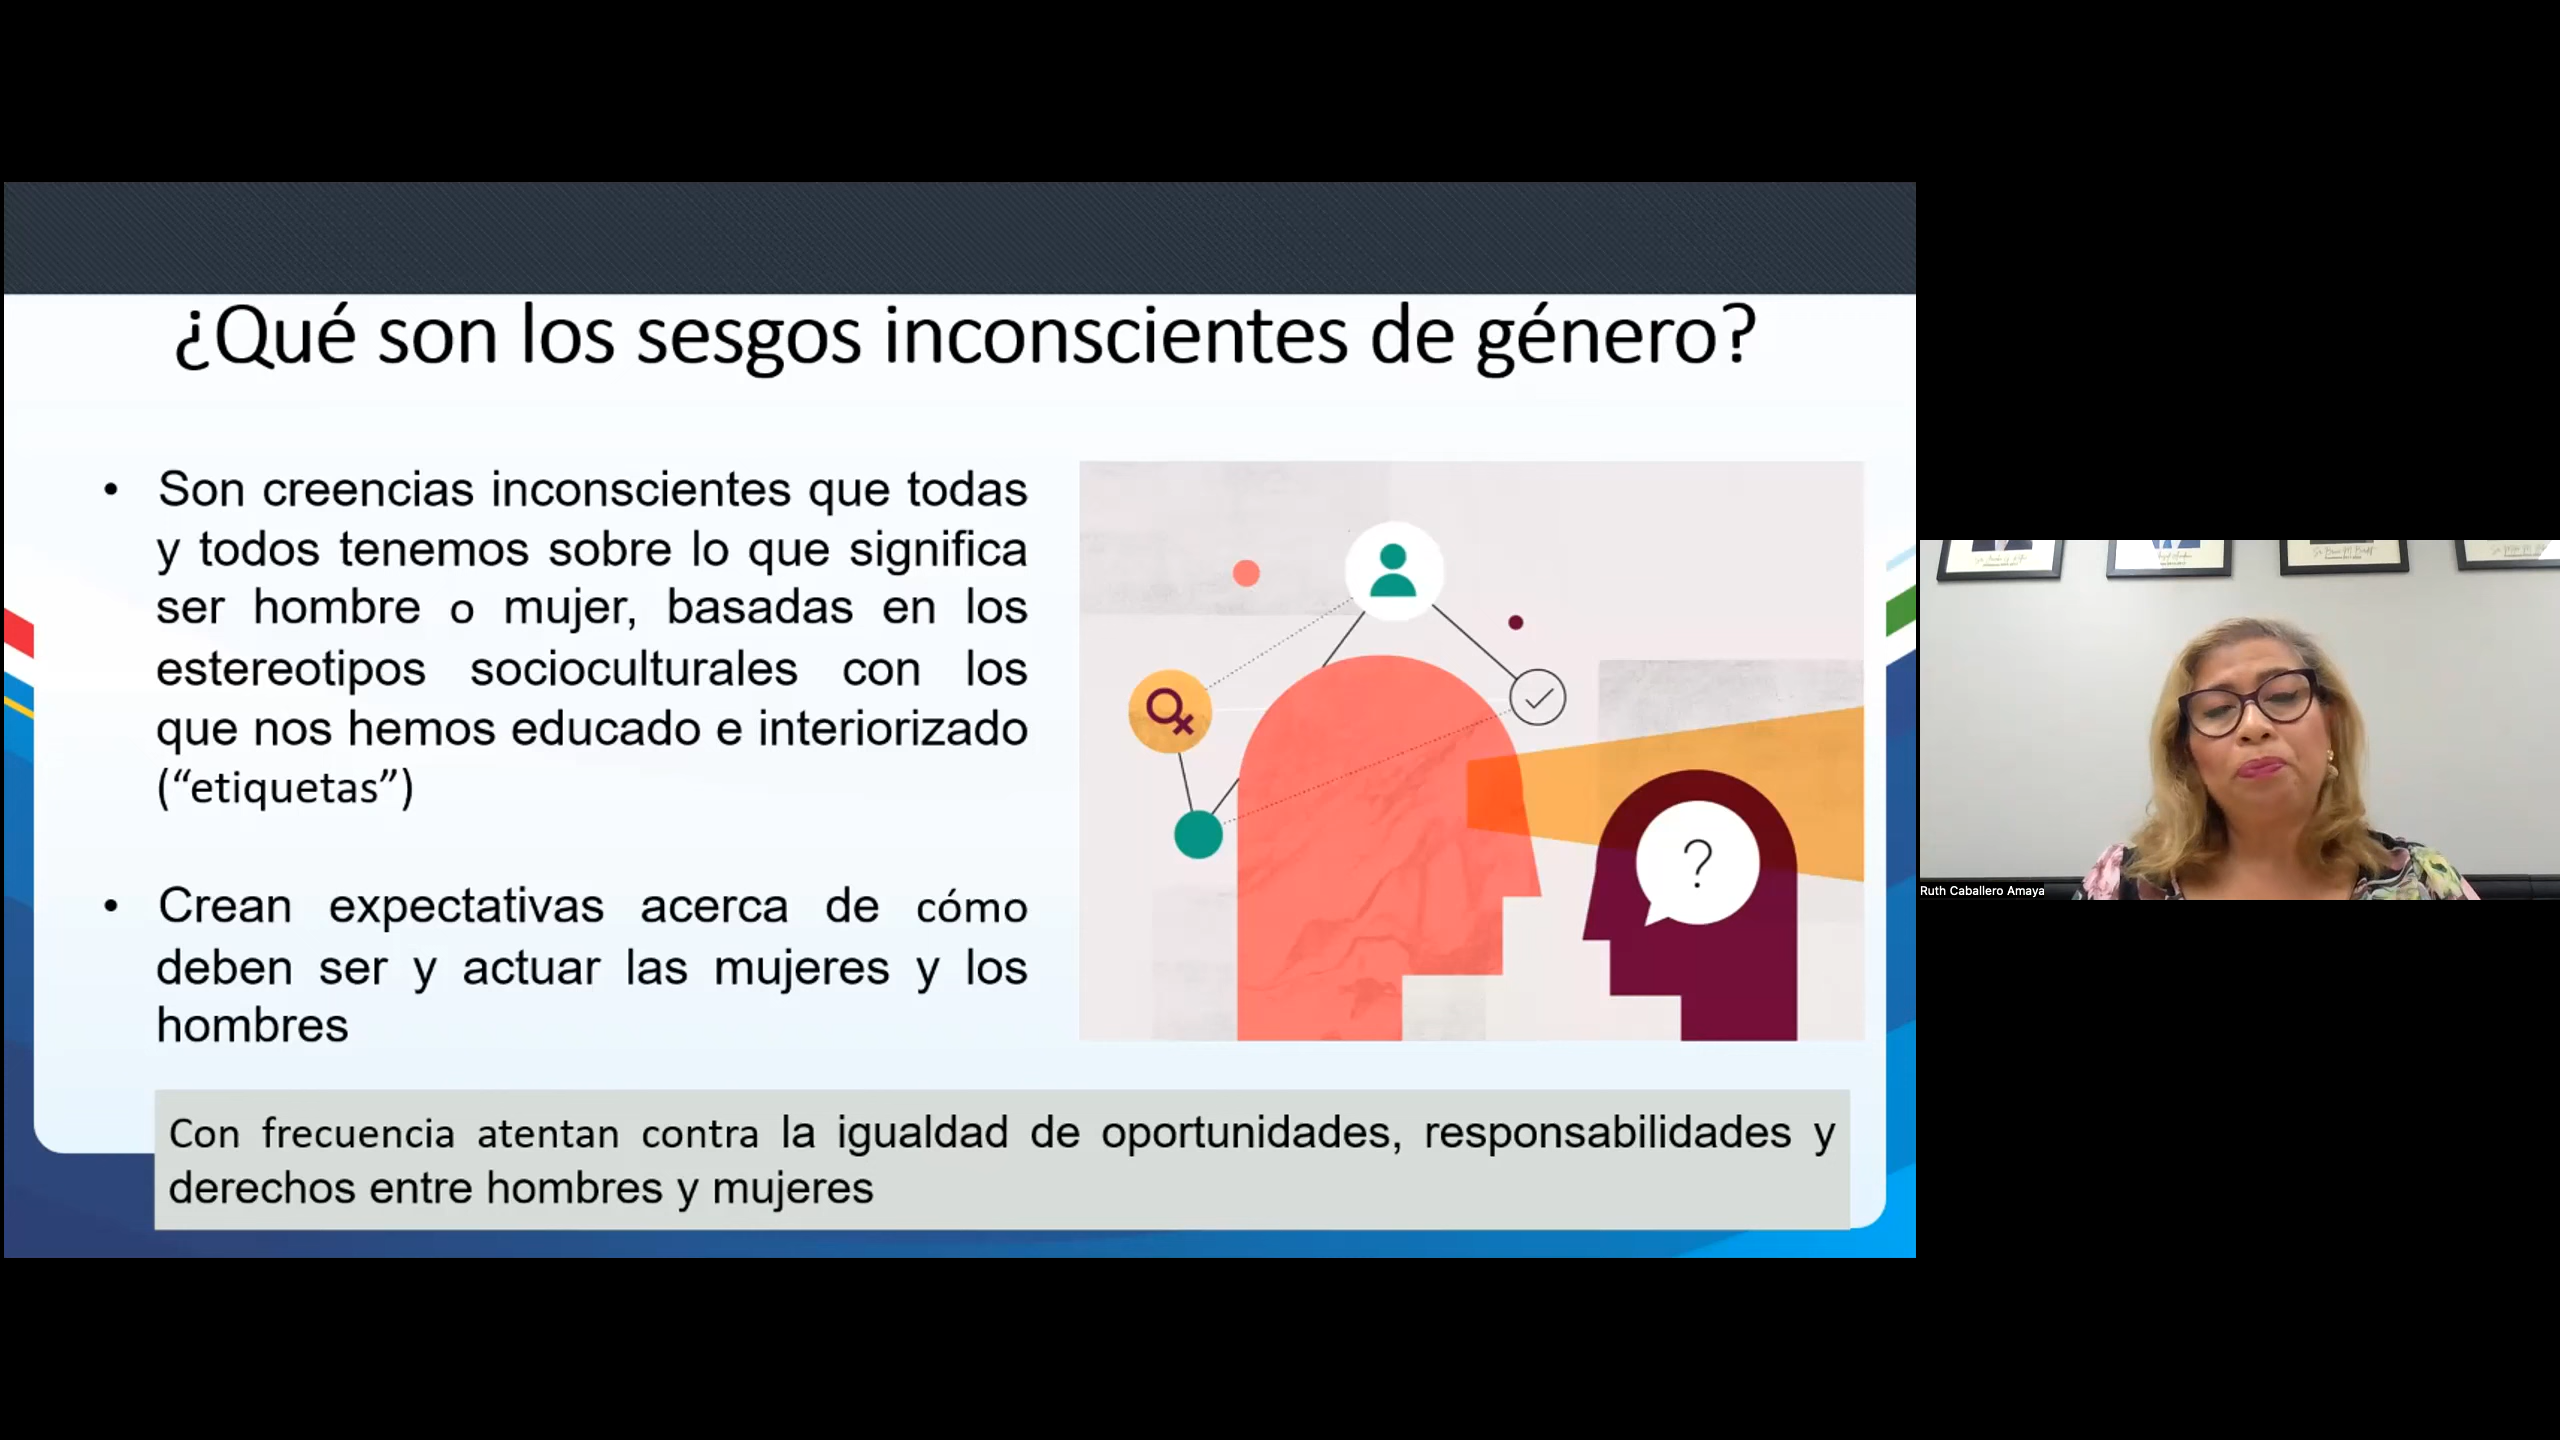 ¿Qué son los sesgos inconscientes de género?
• Son creencias inconscientes que todas
y todos tenemos sobre lo que significa
ser hombre o mujer, basadas en los
estereotipos socioculturales con los
que nos hemos educado e interiorizado
(“etiquetas”)
• Crean expectativas acerca de cómo
deben ser y actuar las mujeres y los
hombres
?
Con frecuencia atentan contra la igualdad de oportunidades, responsabilidades y
derechos entre hombres y mujeres
Ruth Caballero Amaya